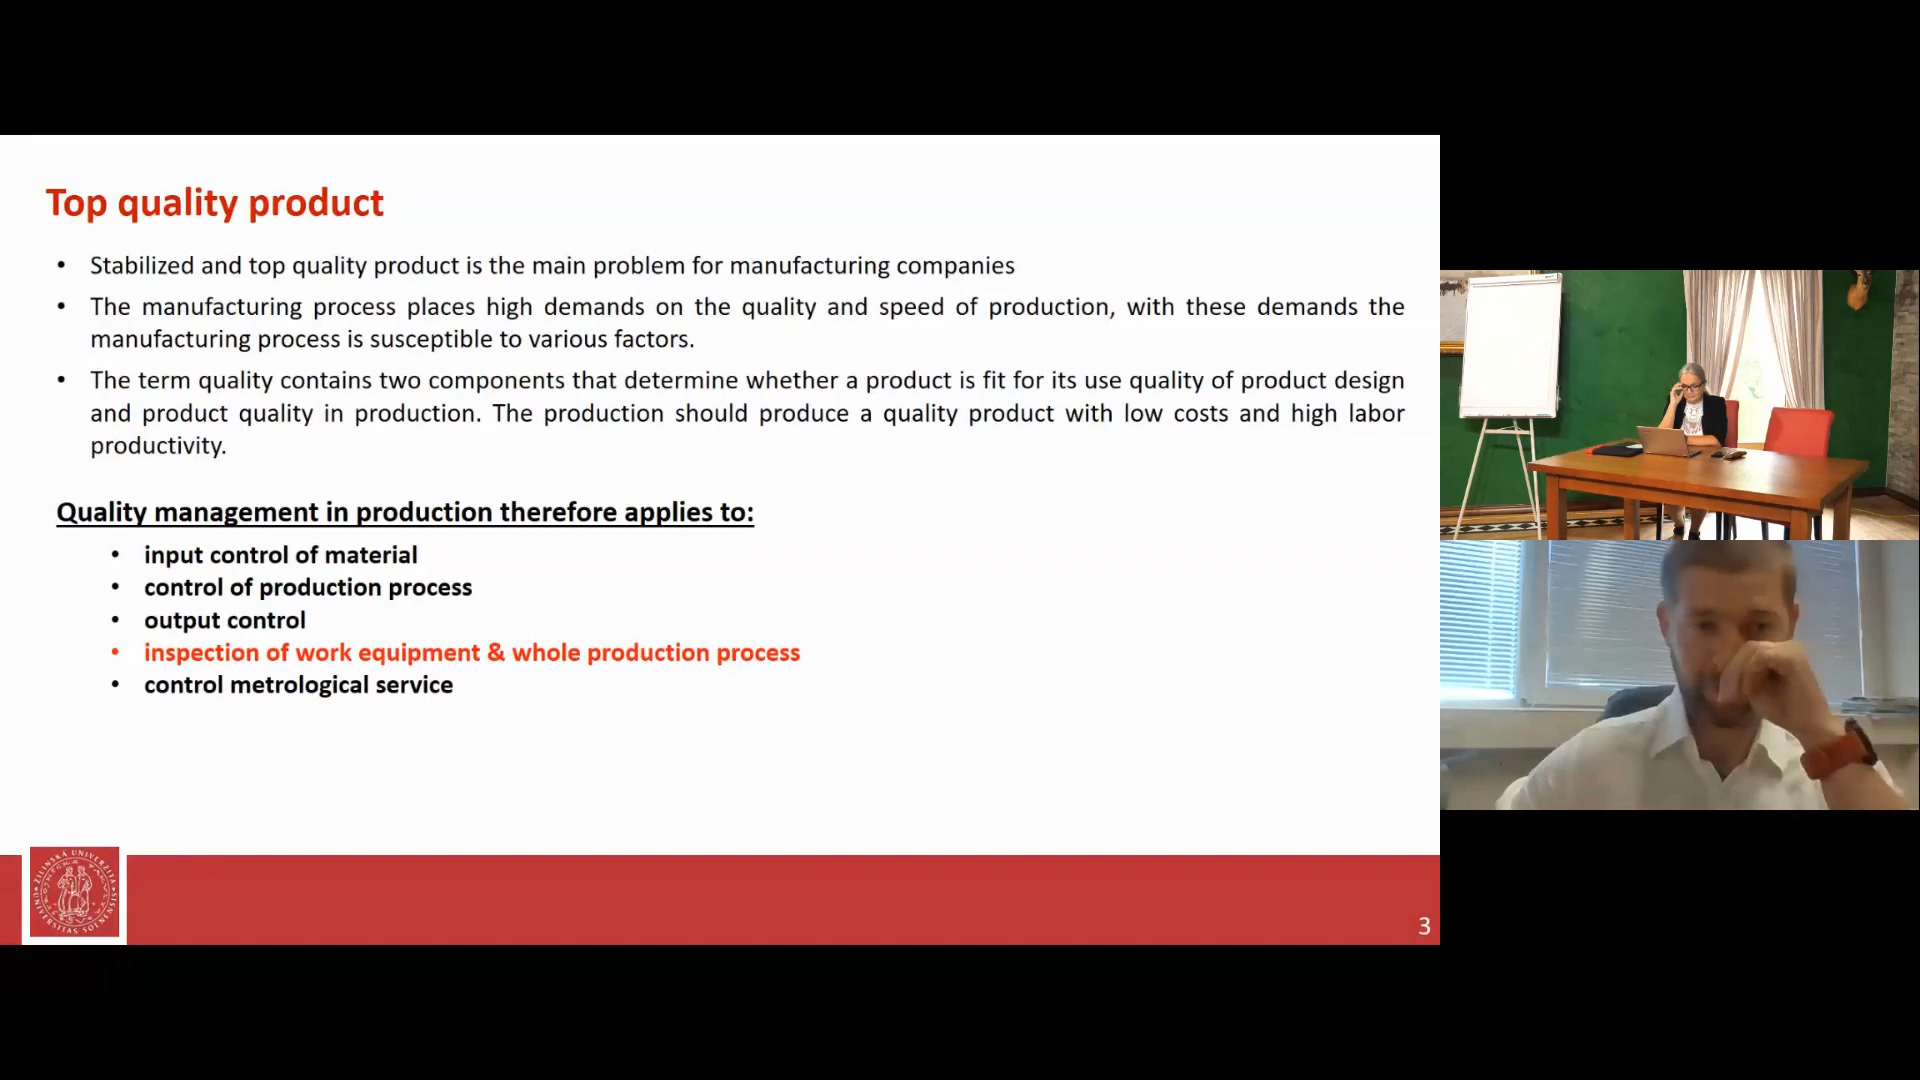 Top quality product
• Stabilized and top quality product is the main problem for manufacturing companies
• The manufacturing process places high demands on the quality and speed of production, with these demands the
manufacturing process is susceptible to various factors.
• The term quality contains two components that determine whether a product is fit for its use quality of product design
and product quality in production. The production should produce a quality product with low costs and high labor
productivity.
Quality management in production therefore applies to:
• input control of material
• control of production process
• output control
• inspection of work equipment & whole production process
• control metrological service
ŽILINSKÁ UNIVERZITA
UNIVERSITAS SOLNENSIS
3